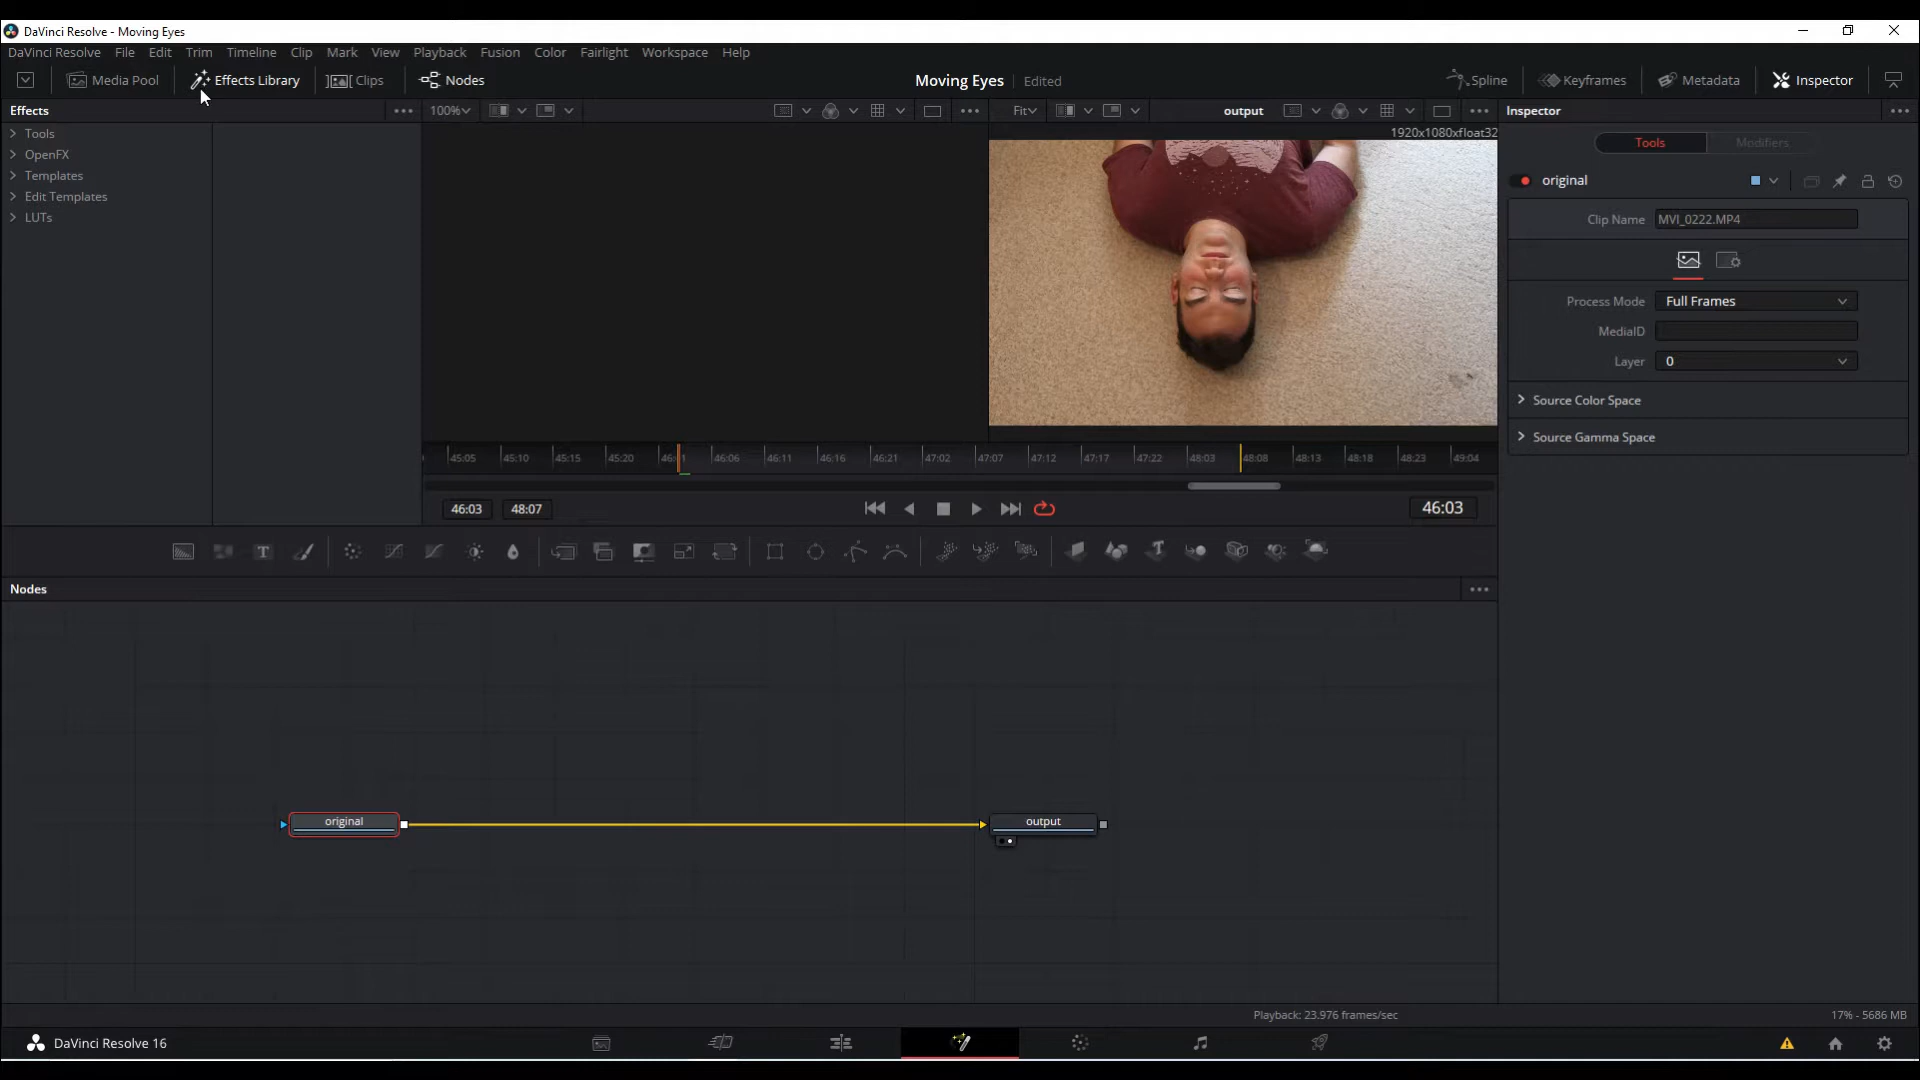 DaVinci Resolve - Moving Eyes
DaVinci Resolve File Edit Trim Timeline Clip Mark View Playback Fusion Color Fairlight Workspace Help
Media Pool Effects Library Clips Nodes Moving Eyes Edited Spline Keyframes Metadata Inspector
Effects 100% Fit output Inspector
1920x1080xfloat32
Tools
OpenFX
Templates
Edit Templates
LUTs
Tools Modifiers
original
Clip Name MVI_0222.MP4
Process Mode Full Frames
MediaID
Layer 0
Source Color Space
Source Gamma Space
45:05 45:10 45:15 45:20 46:06 46:11 46:16 46:21 47:02 47:07 47:12 47:17 47:22 48:03 48:08 48:13 48:18 48:23 49:04
46:03 48:07 46:03
Nodes
original output
Playback: 23.976 frames/sec 17% - 5686 MB
DaVinci Resolve 16